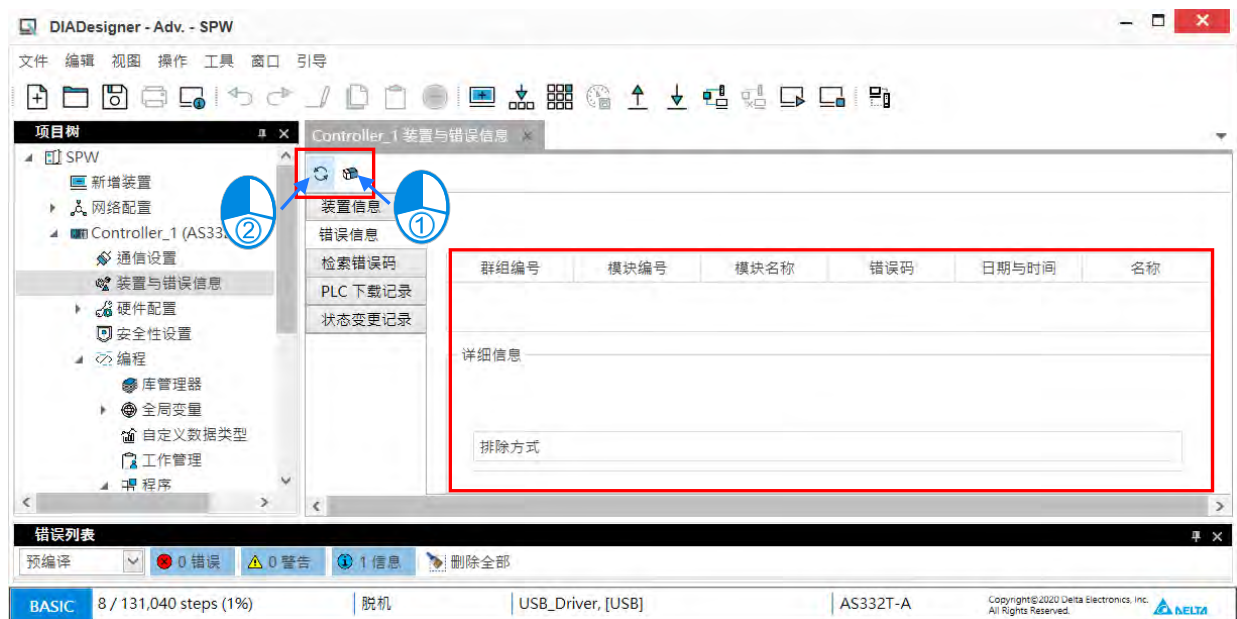 DIADesigner - Adv. - SPW
文件 编辑 视图 操作 工具 窗口 引导
项目树
SPW
新增装置
网络配置
Controller_1 (AS33
通信设置
装置与错误信息
硬件配置
安全性设置
编程
库管理器
全局变量
自定义数据类型
工作管理
程序
Controller_1 装置与错误信息
② ①
装置信息
错误信息
检索错误码
PLC 下载记录
状态变更记录
群组编号 模块编号 模块名称 错误码 日期与时间 名称
详细信息
排除方式
错误列表
预编译 0 错误 0 警告 1 信息 删除全部
BASIC 8 / 131,040 steps (1%) 脱机 USB_Driver, [USB] AS332T-A
Copyright©2020 Delta Electronics, Inc.
All Rights Reserved.
DELTA